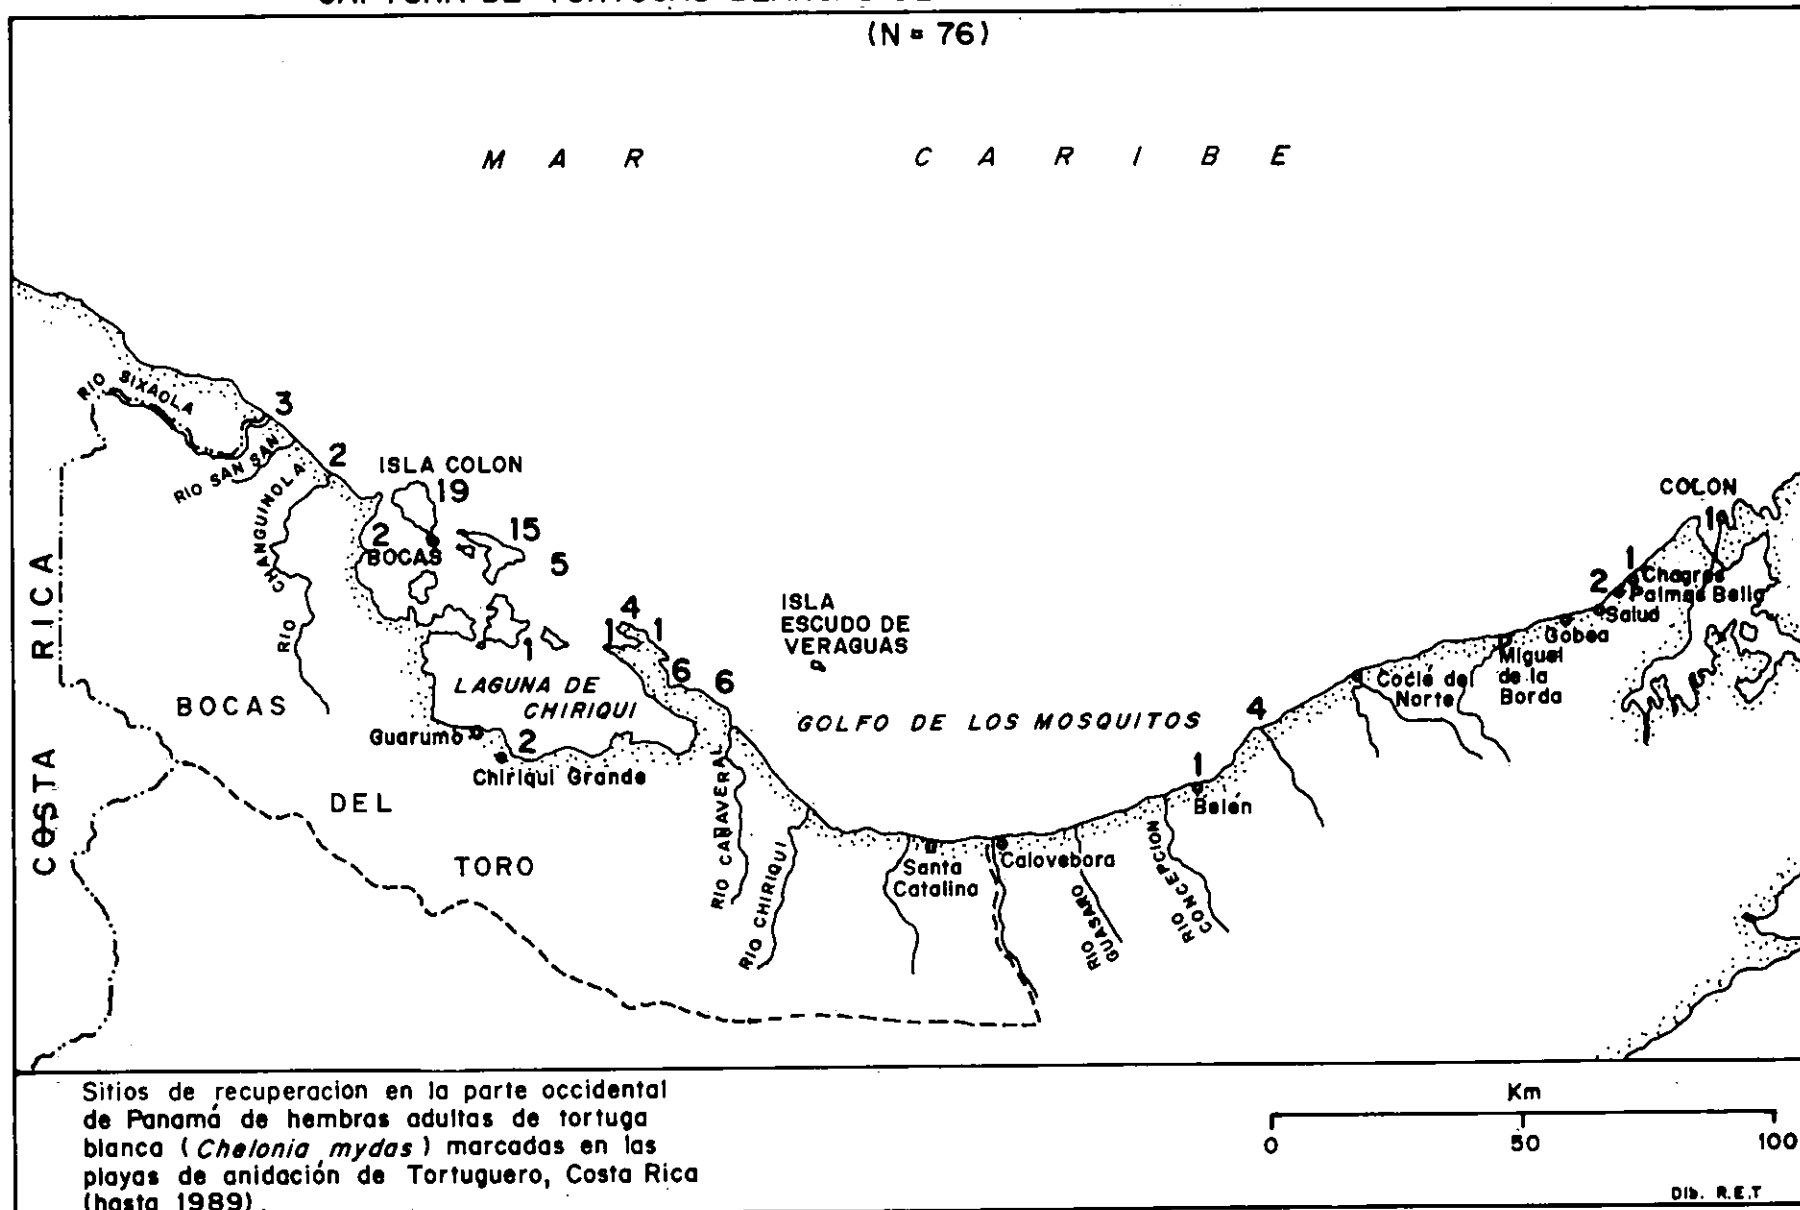 (N = 76)
MAR CARIBE
RIO SIXAOLA
3
RIO SAN SAN
2
ISLA COLON
19
RIO CHANGUINOLA
2
BOCAS
15
5
COLON
1
1
Chagres
2
Palmas Bella
Salud
Gobea
Miguel
de la
Borda
Coclé del
Norte
ISLA
ESCUDO DE
VERAGUAS
4
1
1
1
6
6
LAGUNA DE
CHIRIQUI
GOLFO DE LOS MOSQUITOS
4
1
Belén
Guarumo
2
Chiriqui Grande
COSTA RICA
BOCAS
DEL
TORO
RIO CAÑAVERAL
RIO CHIRIQUI
Santa
Catalina
Calovebora
RIO
GUASARO
RIO
CONCEPCION
Sitios de recuperación en la parte occidental
de Panamá de hembras adultas de tortuga
blanca (Chelonia mydas) marcadas en las
playas de anidación de Tortuguero, Costa Rica
(hasta 1989)
Km
0 50 100
Dib. R.E.T